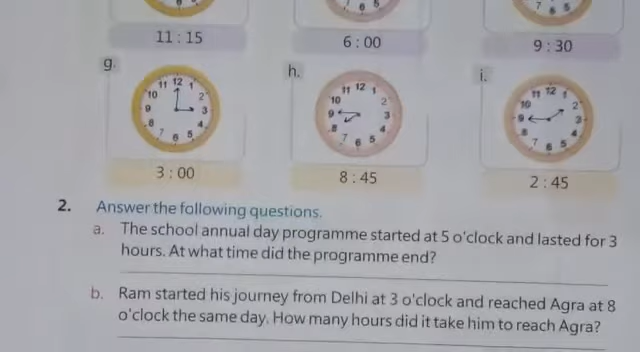 11 : 15
6 : 00
9 : 30
g.
h.
i.
3 : 00
8 : 45
2 : 45
2. Answer the following questions.
a. The school annual day programme started at 5 o'clock and lasted for 3
hours. At what time did the programme end?
b. Ram started his journey from Delhi at 3 o'clock and reached Agra at 8
o'clock the same day. How many hours did it take him to reach Agra?